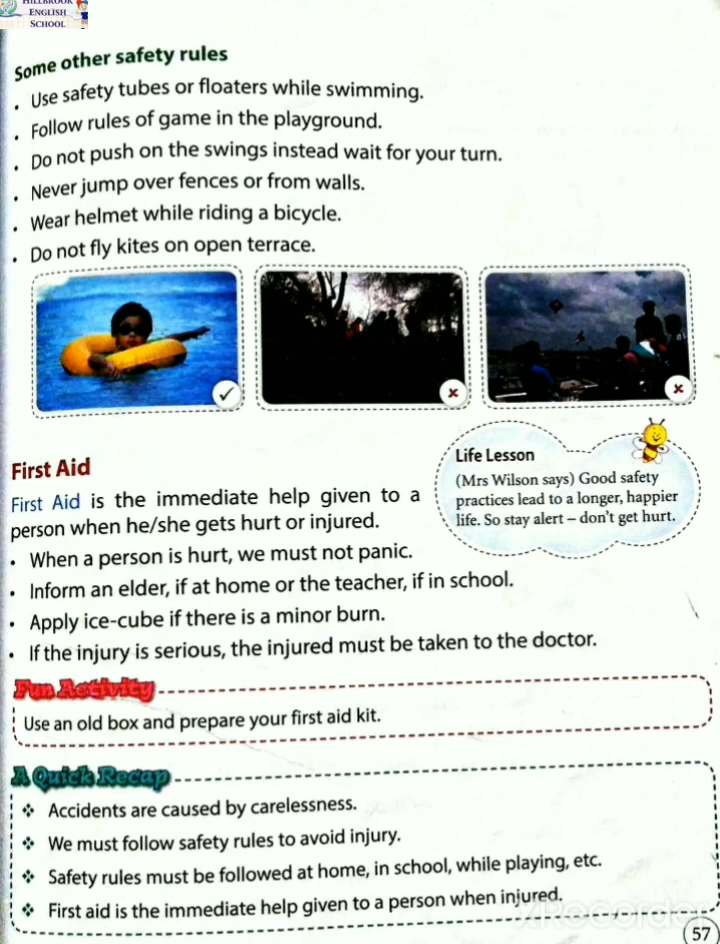 HILLBROOK
ENGLISH
SCHOOL
Some other safety rules
• Use safety tubes or floaters while swimming.
• Follow rules of game in the playground.
• Do not push on the swings instead wait for your turn.
• Never jump over fences or from walls.
• Wear helmet while riding a bicycle.
• Do not fly kites on open terrace.
First Aid
First Aid is the immediate help given to a
person when he/she gets hurt or injured.
• When a person is hurt, we must not panic.
• Inform an elder, if at home or the teacher, if in school.
• Apply ice-cube if there is a minor burn.
• If the injury is serious, the injured must be taken to the doctor.
Life Lesson
(Mrs Wilson says) Good safety
practices lead to a longer, happier
life. So stay alert – don't get hurt.
Fun Activity
Use an old box and prepare your first aid kit.
A Quick Recap
❖ Accidents are caused by carelessness.
❖ We must follow safety rules to avoid injury.
❖ Safety rules must be followed at home, in school, while playing, etc.
❖ First aid is the immediate help given to a person when injured.
XRecorder
57